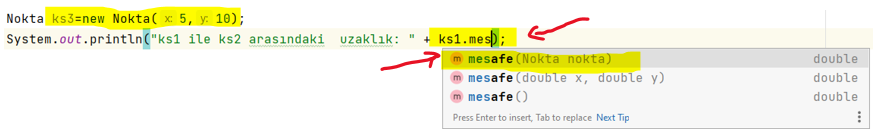 Nokta ks3=new Nokta( x: 5, y: 10);
System.out.println("ks1 ile ks2 arasındaki  uzaklık: " + ks1.mes);
m mesafe(Nokta nokta) double
m mesafe(double x, double y) double
m mesafe() double
Press Enter to insert, Tab to replace Next Tip